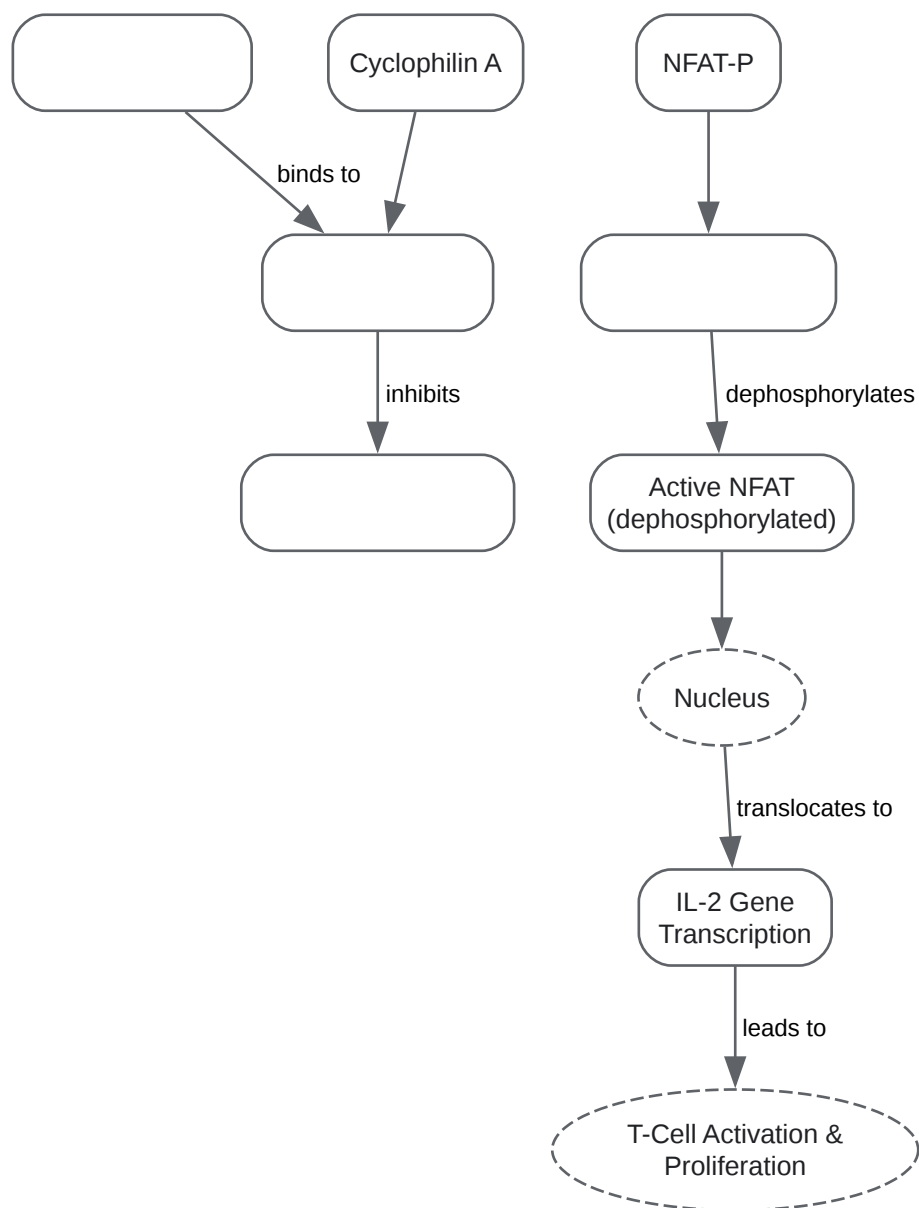 Cyclophilin A
NFAT-P
binds to
inhibits
dephosphorylates
Active NFAT
(dephosphorylated)
Nucleus
translocates to
IL-2 Gene
Transcription
leads to
T-Cell Activation &
Proliferation